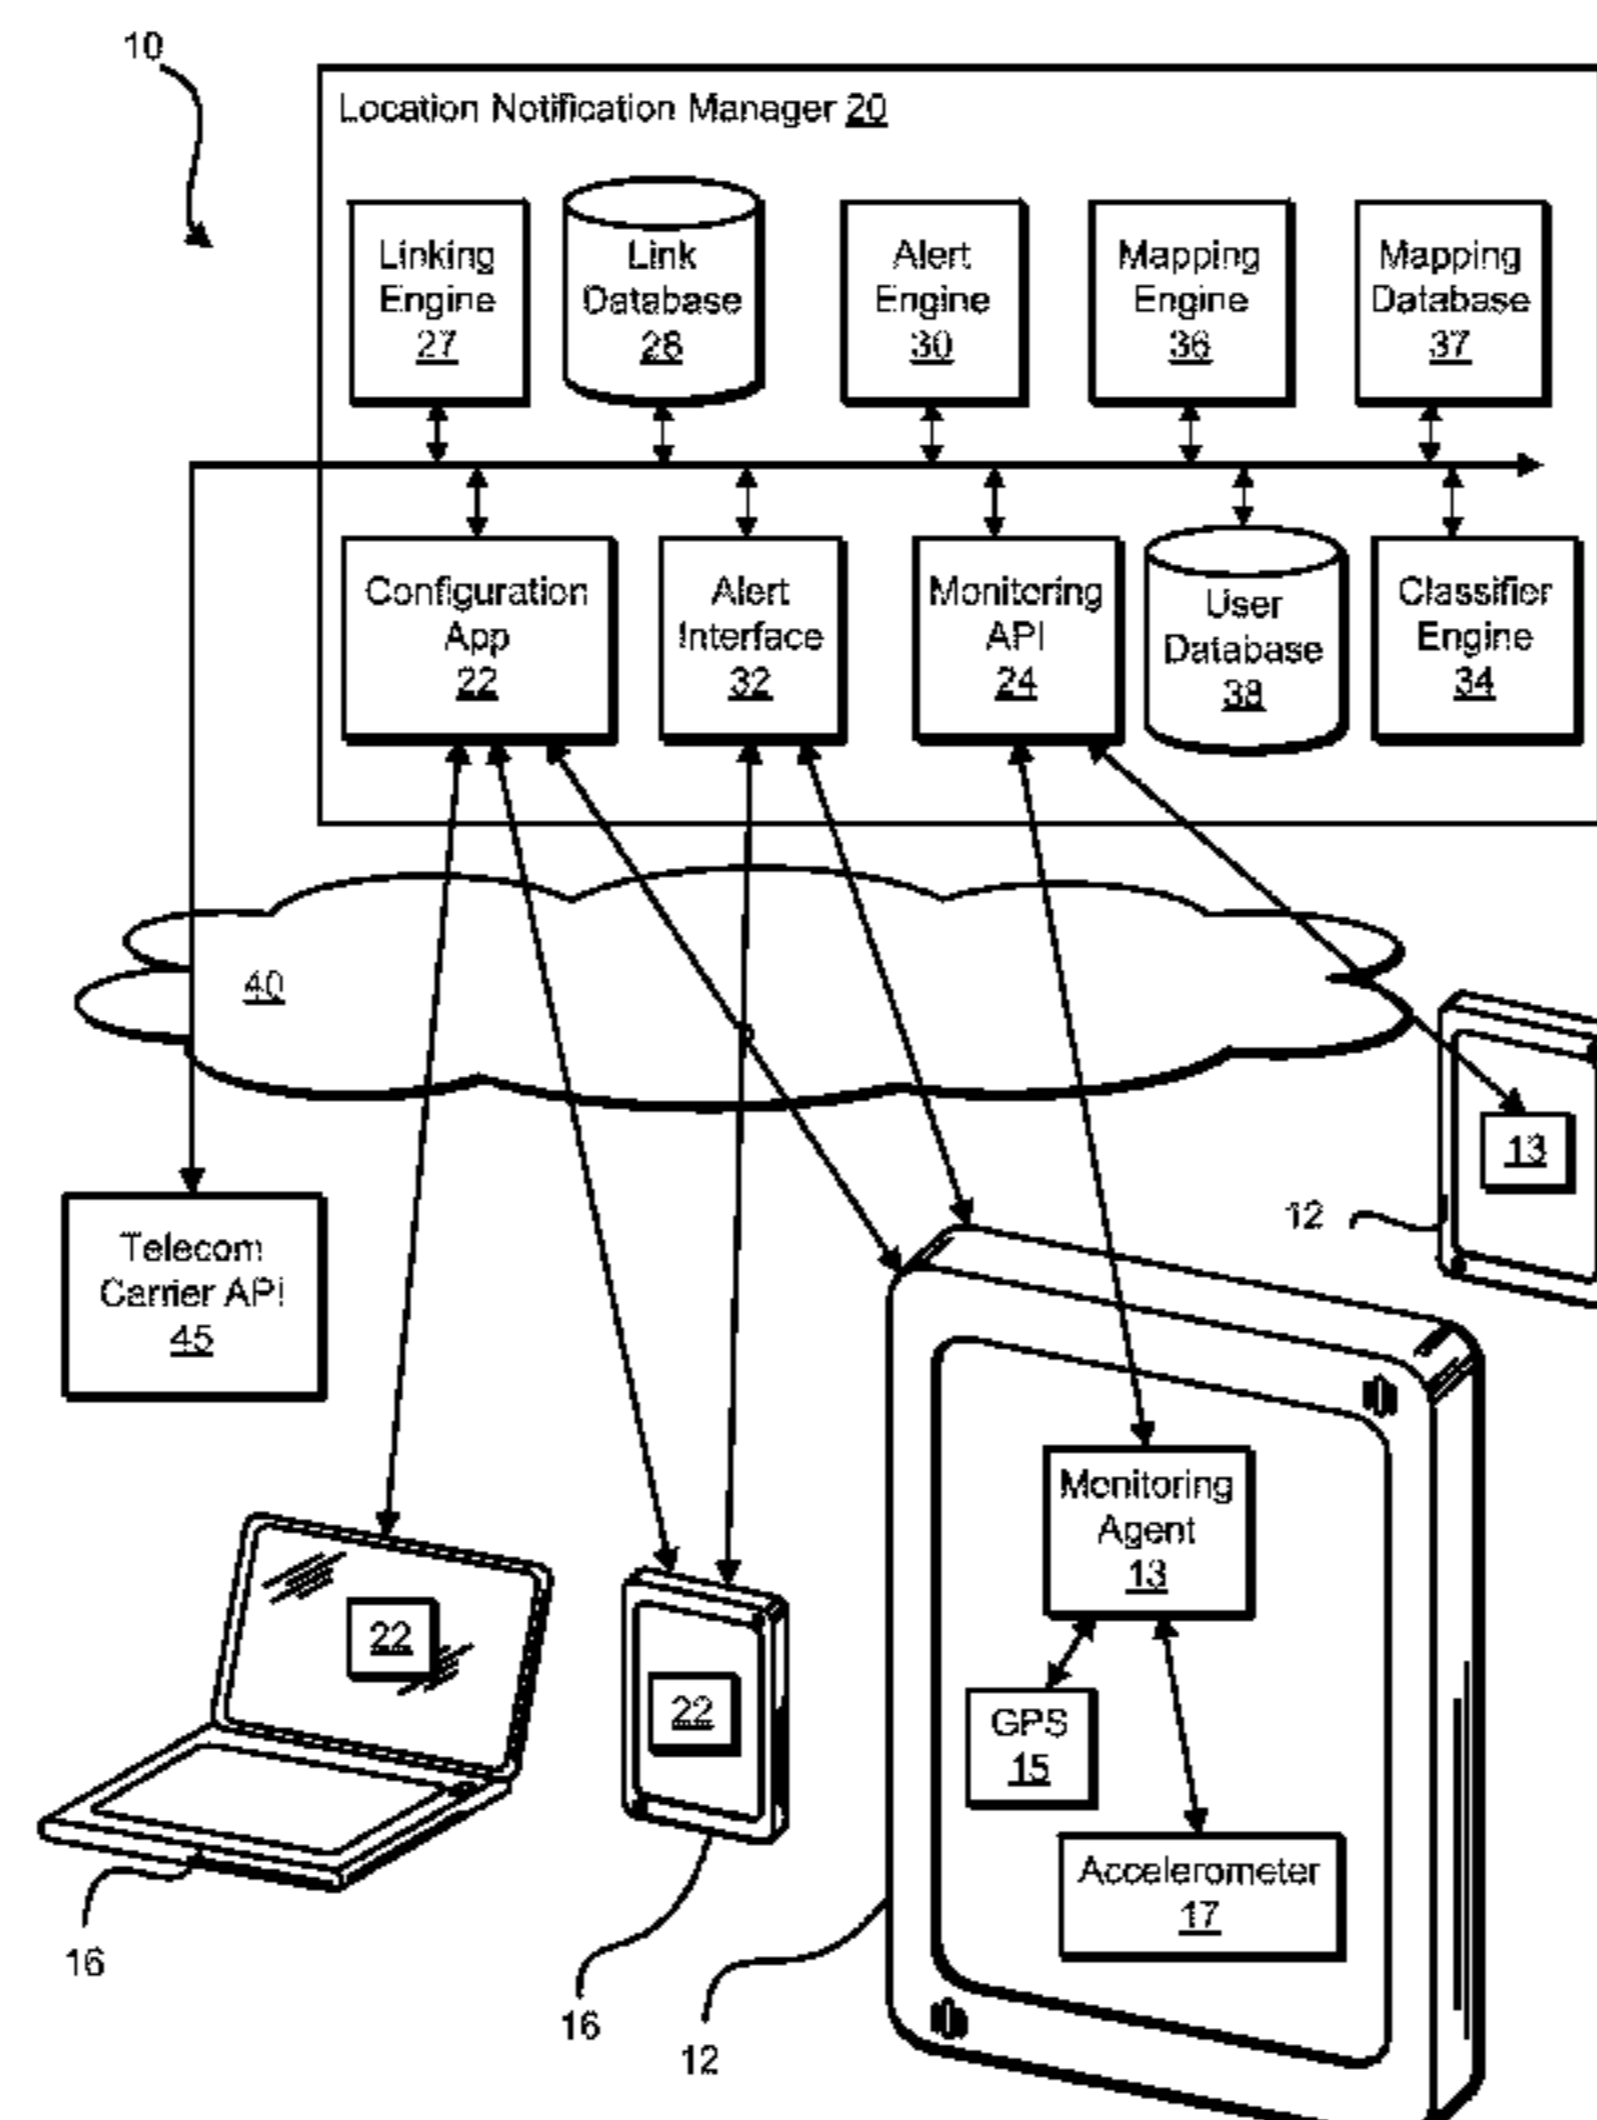 10
Location Notification Manager 20
Linking
Engine
27
Link
Database
28
Alert
Engine
30
Mapping
Engine
36
Mapping
Database
37
Configuration
App
22
Alert
Interface
32
Monitoring
API
24
User
Database
38
Classifier
Engine
34
40
13
12
Telecom
Carrier API
45
Monitoring
Agent
13
22
22
GPS
15
Accelerometer
17
16
16
12